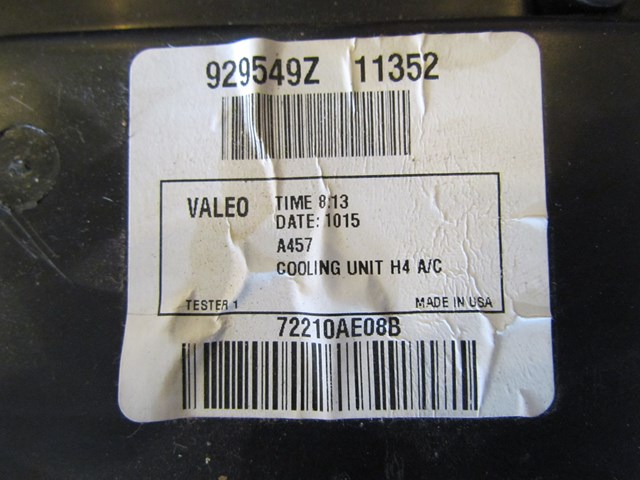 929549Z 11352
VALEO TIME 8:13
DATE: 1015
A457
COOLING UNIT H4 A/C
TESTER 1 MADE IN USA
72210AE08B